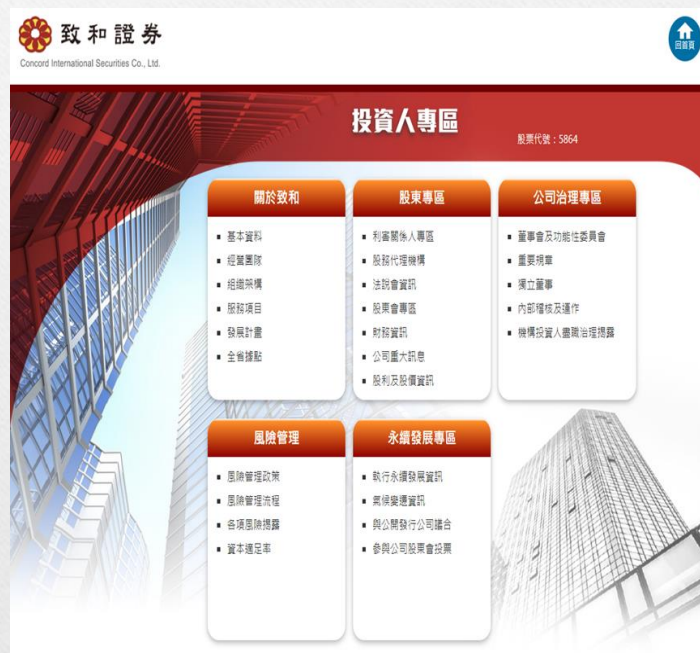 致和證券
Concord International Securities Co., Ltd.
回首頁
投資人專區
股票代號：5864
關於致和
基本資料
經營團隊
組織架構
服務項目
發展計畫
全省據點
股東專區
利害關係人專區
股務代理機構
法說會資訊
股東會專區
財務資訊
公司重大訊息
股利及股價資訊
公司治理專區
董事會及功能性委員會
重要規章
獨立董事
內部稽核及運作
機構投資人盡職治理揭露
風險管理
風險管理政策
風險管理流程
各項風險揭露
資本適足率
永續發展專區
執行永續發展資訊
氣候變遷資訊
與公開發行公司議合
參與公司股東會投票